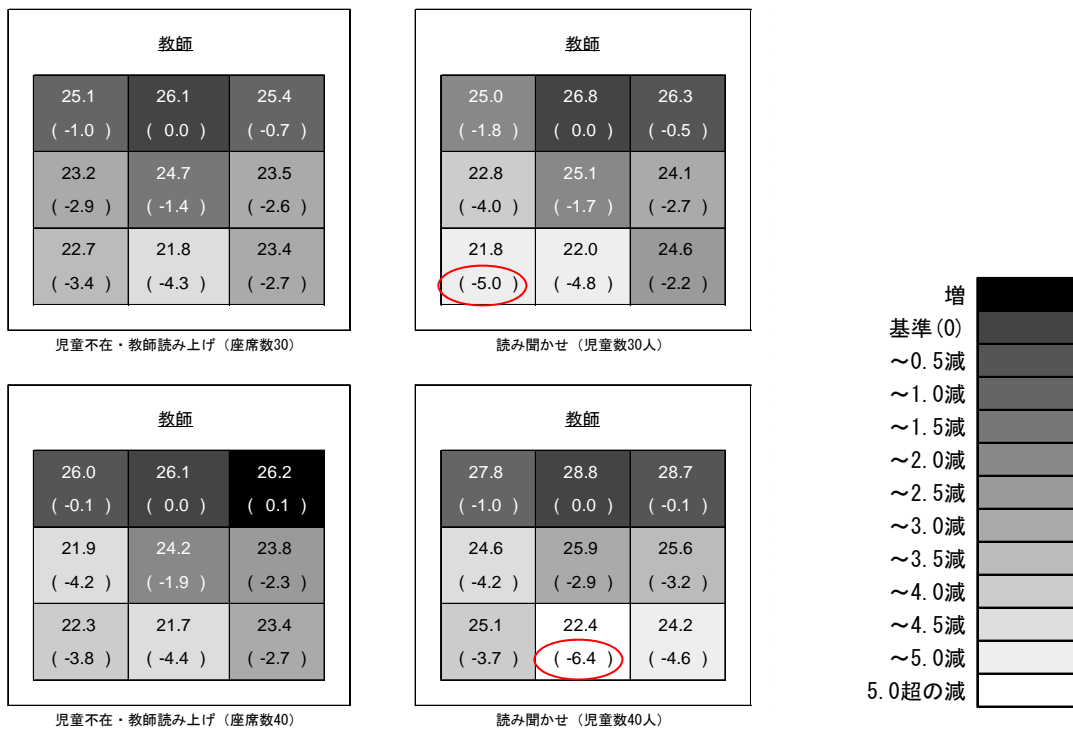 教師
25.1 26.1 25.4
( -1.0 ) ( 0.0 ) ( -0.7 )
23.2 24.7 23.5
( -2.9 ) ( -1.4 ) ( -2.6 )
22.7 21.8 23.4
( -3.4 ) ( -4.3 ) ( -2.7 )
児童不在・教師読み上げ（座席数30）
教師
25.0 26.8 26.3
( -1.8 ) ( 0.0 ) ( -0.5 )
22.8 25.1 24.1
( -4.0 ) ( -1.7 ) ( -2.7 )
21.8 22.0 24.6
( -5.0 ) ( -4.8 ) ( -2.2 )
読み聞かせ（児童数30人）
教師
26.0 26.1 26.2
( -0.1 ) ( 0.0 ) ( 0.1 )
21.9 24.2 23.8
( -4.2 ) ( -1.9 ) ( -2.3 )
22.3 21.7 23.4
( -3.8 ) ( -4.4 ) ( -2.7 )
児童不在・教師読み上げ（座席数40）
教師
27.8 28.8 28.7
( -1.0 ) ( 0.0 ) ( -0.1 )
24.6 25.9 25.6
( -4.2 ) ( -2.9 ) ( -3.2 )
25.1 22.4 24.2
( -3.7 ) ( -6.4 ) ( -4.6 )
読み聞かせ（児童数40人）
増
基準(0)
～0.5減
～1.0減
～1.5減
～2.0減
～2.5減
～3.0減
～3.5減
～4.0減
～4.5減
～5.0減
5.0超の減